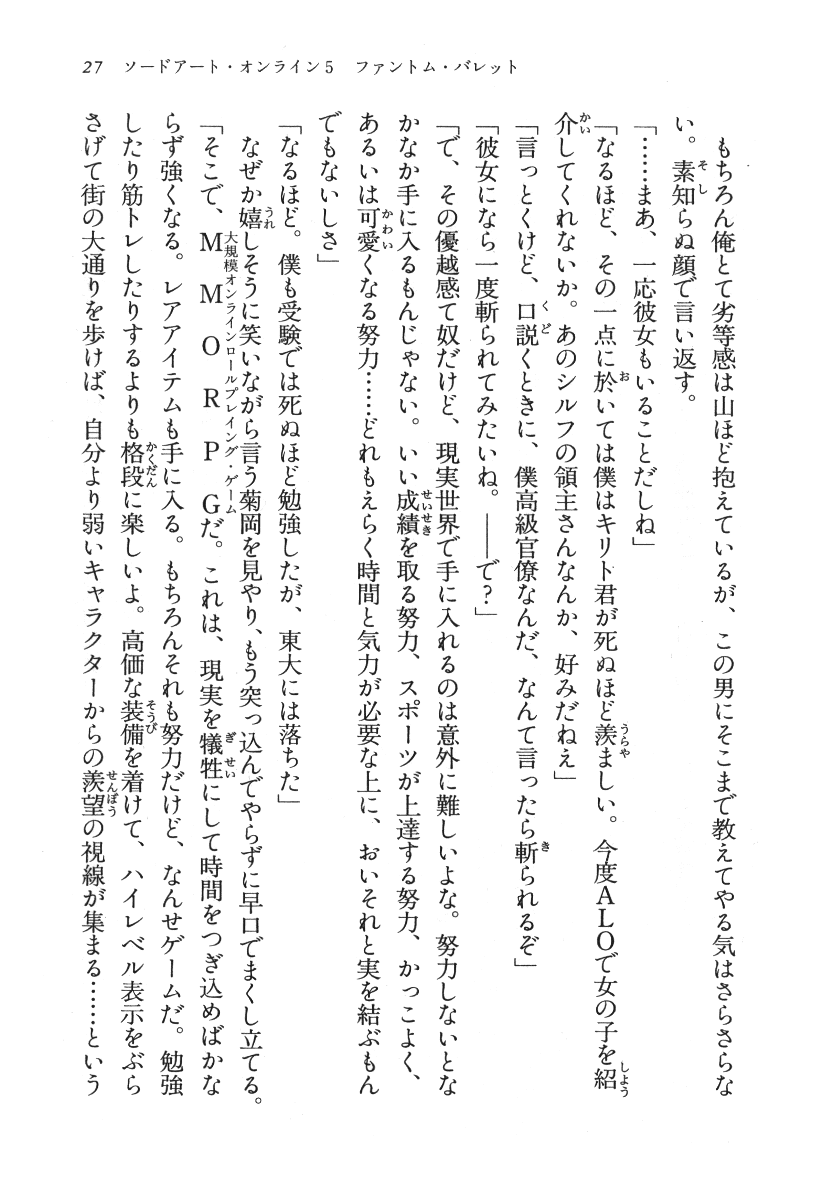 27 ソードアート・オンライン5 ファントム・バレット
もちろん俺とて劣等感は山ほど抱えているが、この男にそこまで教えてやる気はさらさらな
い。素知らぬ顔で言い返す。
「……まあ、一応彼女もいることだしね」
「なるほど、その一点に於いては僕はキリト君が死ぬほど羨ましい。今度ALOで女の子を紹
介してくれないか。あのシルフの領主さんなんか、好みだねえ」
「言っとくけど、口説くときに、僕高級官僚なんだ、なんて言ったら斬られるぞ」
「彼女になら一度斬られてみたいね。――で?」
「で、その優越感て奴だけど、現実世界で手に入れるのは意外に難しいよな。努力しないとな
かなか手に入るもんじゃない。いい成績を取る努力、スポーツが上達する努力、かっこよく、
あるいは可愛くなる努力……どれもえらく時間と気力が必要な上に、おいそれと実を結ぶもん
でもないしさ」
「なるほど。僕も受験では死ぬほど勉強したが、東大には落ちた」
なぜか嬉しそうに笑いながら言う菊岡を見やり、もう突っ込んでやらずに早口でまくし立てる。
「そこで、MMORPGだ。これは、現実を犠牲にして時間をつぎ込めばかな
らず強くなる。レアアイテムも手に入る。もちろんそれも努力だけど、なんせゲームだ。勉強
したり筋トレしたりするよりも格段に楽しいよ。高価な装備を着けて、ハイレベル表示をぶら
さげて街の大通りを歩けば、自分より弱いキャラクターからの羨望の視線が集まる……という